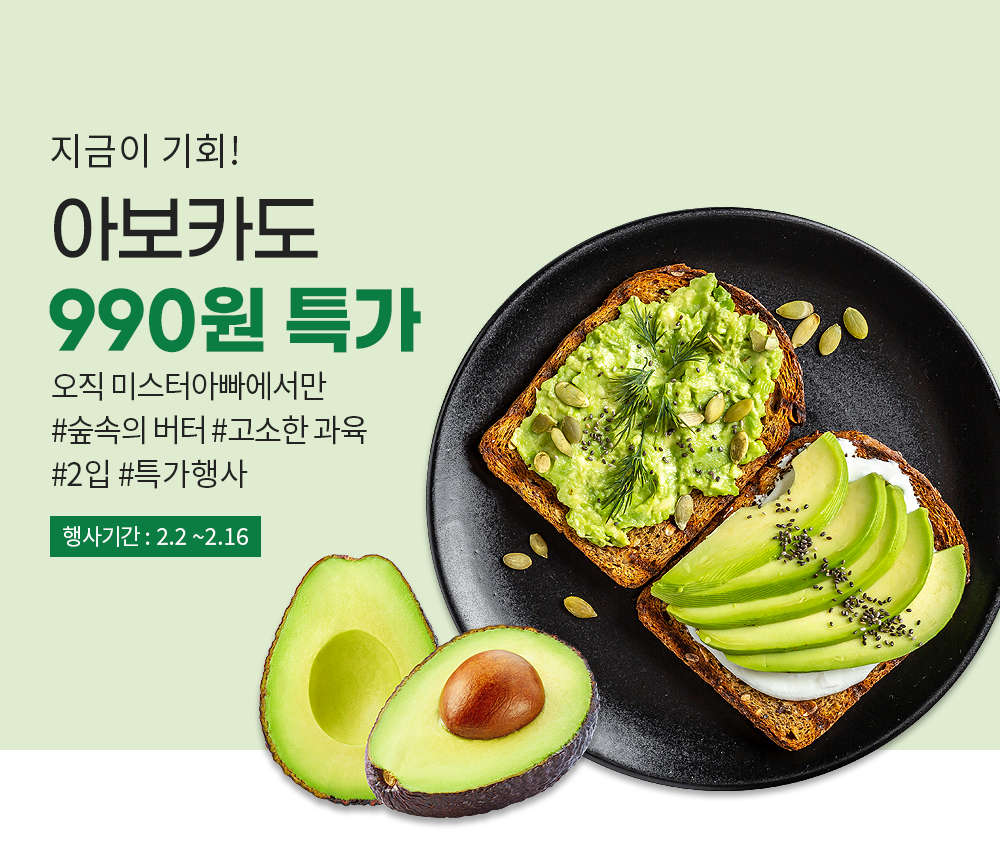 지금이 기회!
아보카도
990원 특가
오직 미스터아빠에서만
#숲속의 버터 #고소한 과육
#2입 #특가행사
행사기간 : 2.2 ~2.16